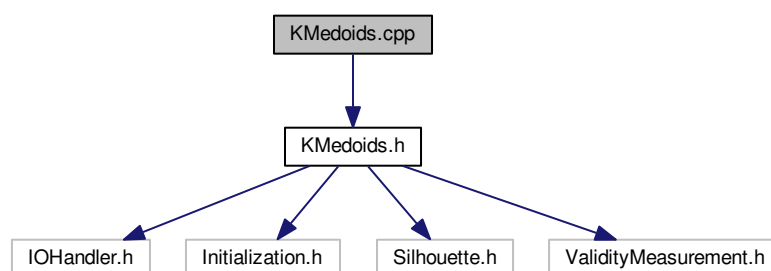 KMedoids.cpp
KMedoids.h
IOHandler.h
Initialization.h
Silhouette.h
ValidityMeasurement.h